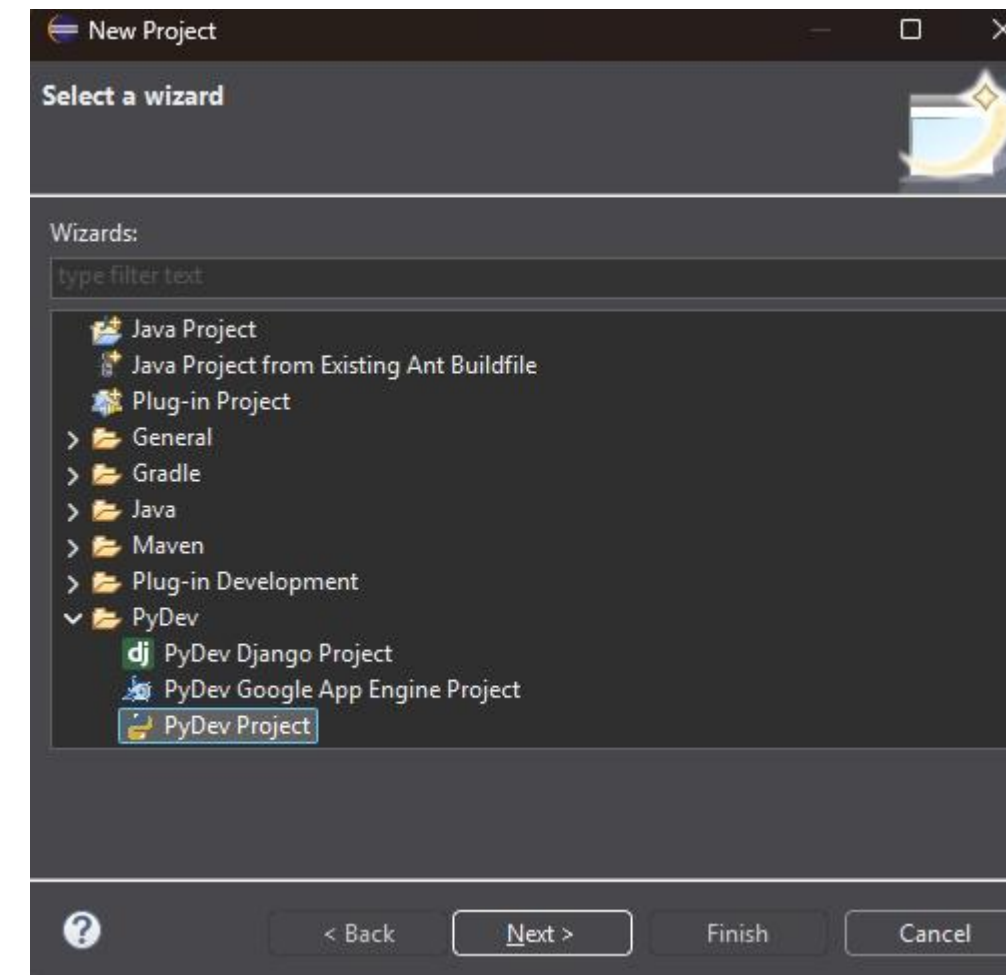 New Project
Select a wizard
Wizards:
type filter text
Java Project
Java Project from Existing Ant Buildfile
Plug-in Project
General
Gradle
Java
Maven
Plug-in Development
PyDev
dj PyDev Django Project
PyDev Google App Engine Project
PyDev Project
? < Back Next > Finish Cancel